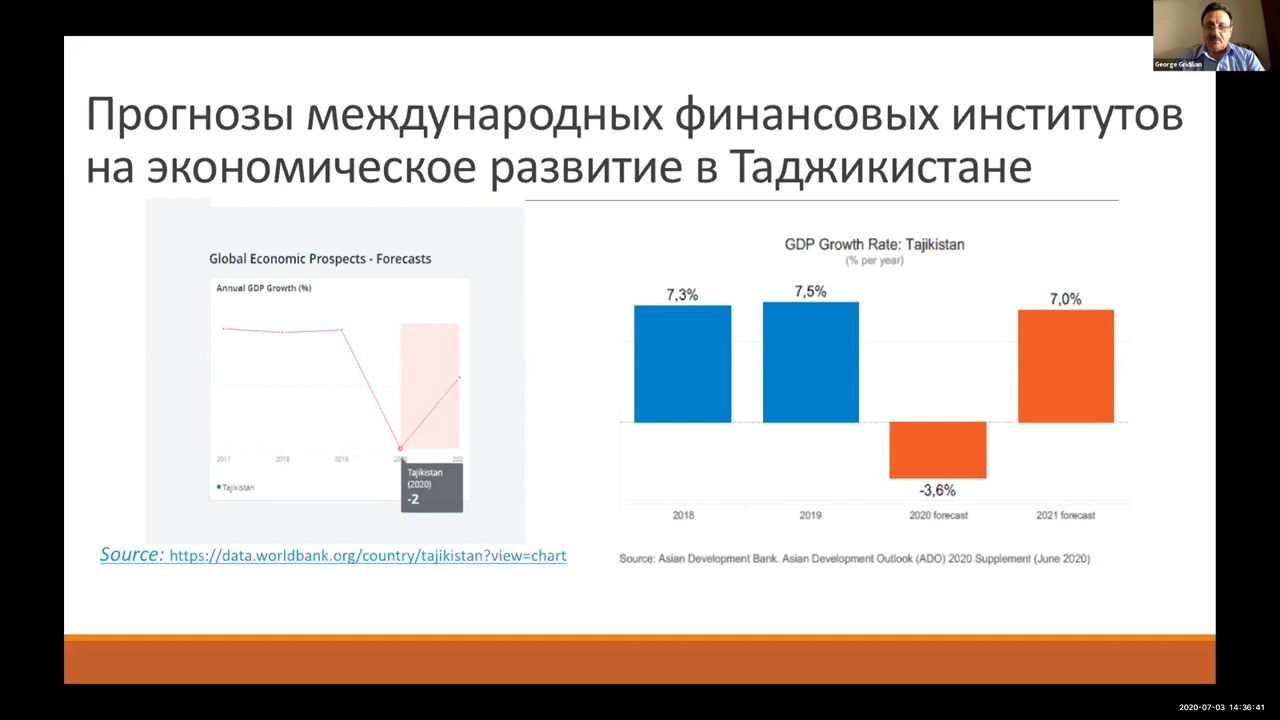 George Gridilian
Прогнозы международных финансовых институтов
на экономическое развитие в Таджикистане
Global Economic Prospects - Forecasts
Annual GDP Growth (%)
2017 2018 2019
Tajikistan
(2020)
-2
Tajikistan
Source: https://data.worldbank.org/country/tajikistan?view=chart
GDP Growth Rate: Tajikistan
(% per year)
7,3% 7,5% 7,0%
-3,6%
2018 2019 2020 forecast 2021 forecast
Source: Asian Development Bank. Asian Development Outlook (ADO) 2020 Supplement (June 2020)
2020-07-03 14:36:41